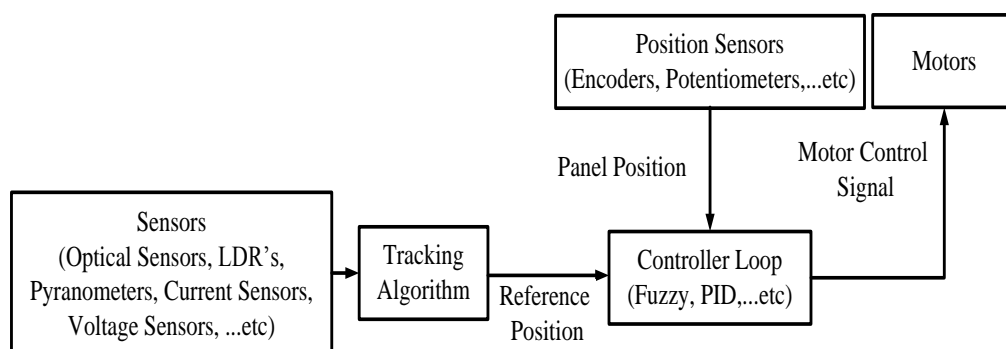 Position Sensors
(Encoders, Potentiometers,...etc)
Motors
Panel Position
Motor Control
Signal
Sensors
(Optical Sensors, LDR's,
Pyranometers, Current Sensors,
Voltage Sensors, ...etc)
Tracking
Algorithm
Reference
Position
Controller Loop
(Fuzzy, PID,...etc)